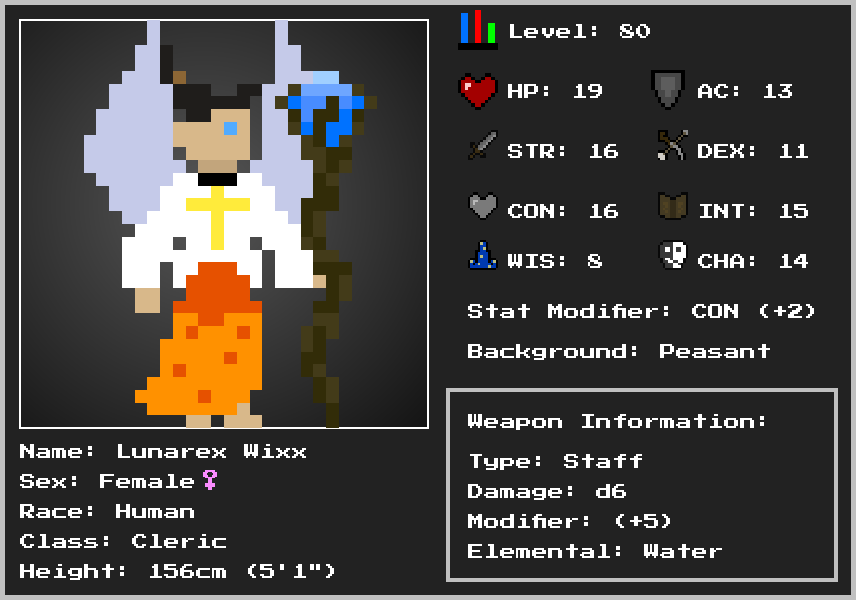 Level: 80
HP: 19
AC: 13
STR: 16
DEX: 11
CON: 16
INT: 15
WIS: 8
CHA: 14
Stat Modifier: CON (+2)
Background: Peasant
Weapon Information:
Type: Staff
Damage: d6
Modifier: (+5)
Elemental: Water
Name: Lunarex Wixx
Sex: Female♀
Race: Human
Class: Cleric
Height: 156cm (5'1")